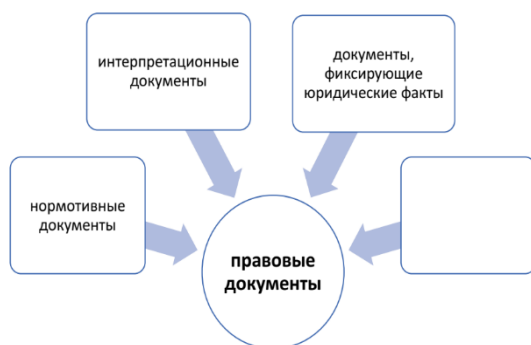 интерпретационные
документы
документы,
фиксирующие
юридические факты
нормотивные
документы
правовые
документы